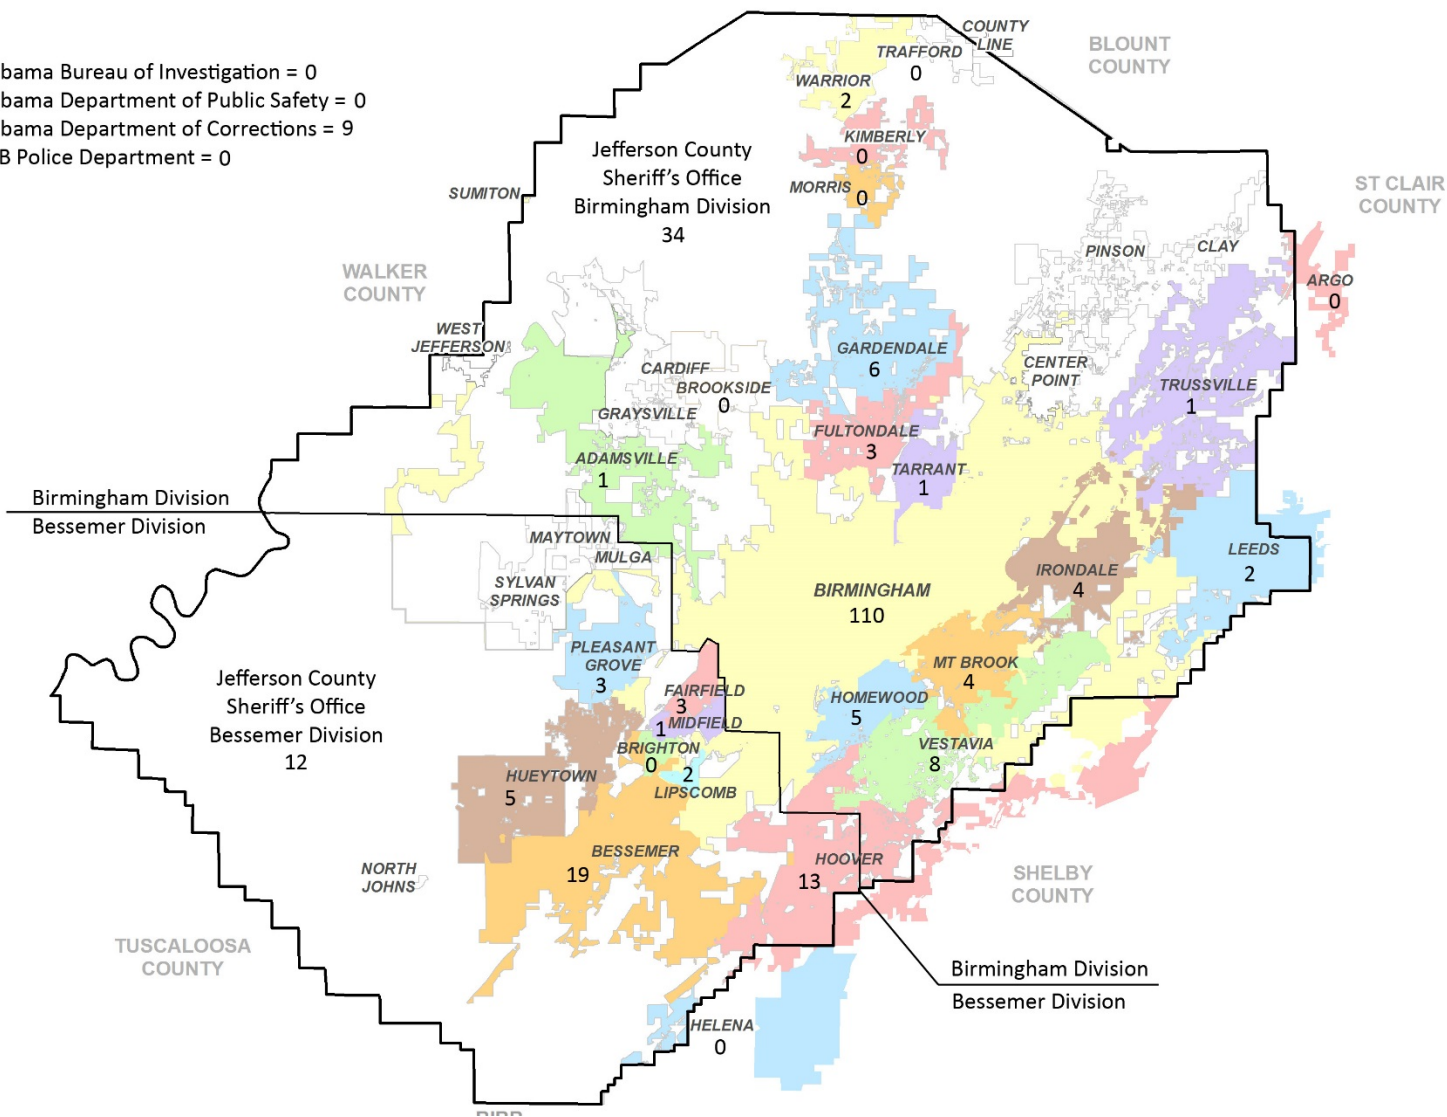 bama Bureau of Investigation = 0
bama Department of Public Safety = 0
bama Department of Corrections = 9
B Police Department = 0
COUNTY
LINE
BLOUNT
COUNTY
TRAFFORD
0
WARRIOR
2
KIMBERLY
0
MORRIS
0
Jefferson County
Sheriff's Office
Birmingham Division
34
SUMITON
ST CLAIR
COUNTY
PINSON
CLAY
WALKER
COUNTY
ARGO
0
WEST
JEFFERSON
GARDENDALE
6
CARDIFF
BROOKSIDE
0
CENTER
POINT
TRUSSVILLE
1
GRAYSVILLE
FULTONDALE
3
ADAMSVILLE
1
TARRANT
1
Birmingham Division
Bessemer Division
MAYTOWN
MULGA
LEEDS
2
SYLVAN
SPRINGS
IRONDALE
4
BIRMINGHAM
110
PLEASANT
GROVE
3
MT BROOK
4
Jefferson County
Sheriff's Office
Bessemer Division
12
FAIRFIELD
3
HOMEWOOD
5
1
MIDFIELD
BRIGHTON
0
VESTAVIA
8
2
LIPSCOMB
HUEYTOWN
5
BESSEMER
19
HOOVER
13
NORTH
JOHNS
SHELBY
COUNTY
TUSCALOOSA
COUNTY
Birmingham Division
Bessemer Division
HELENA
0
BIBB